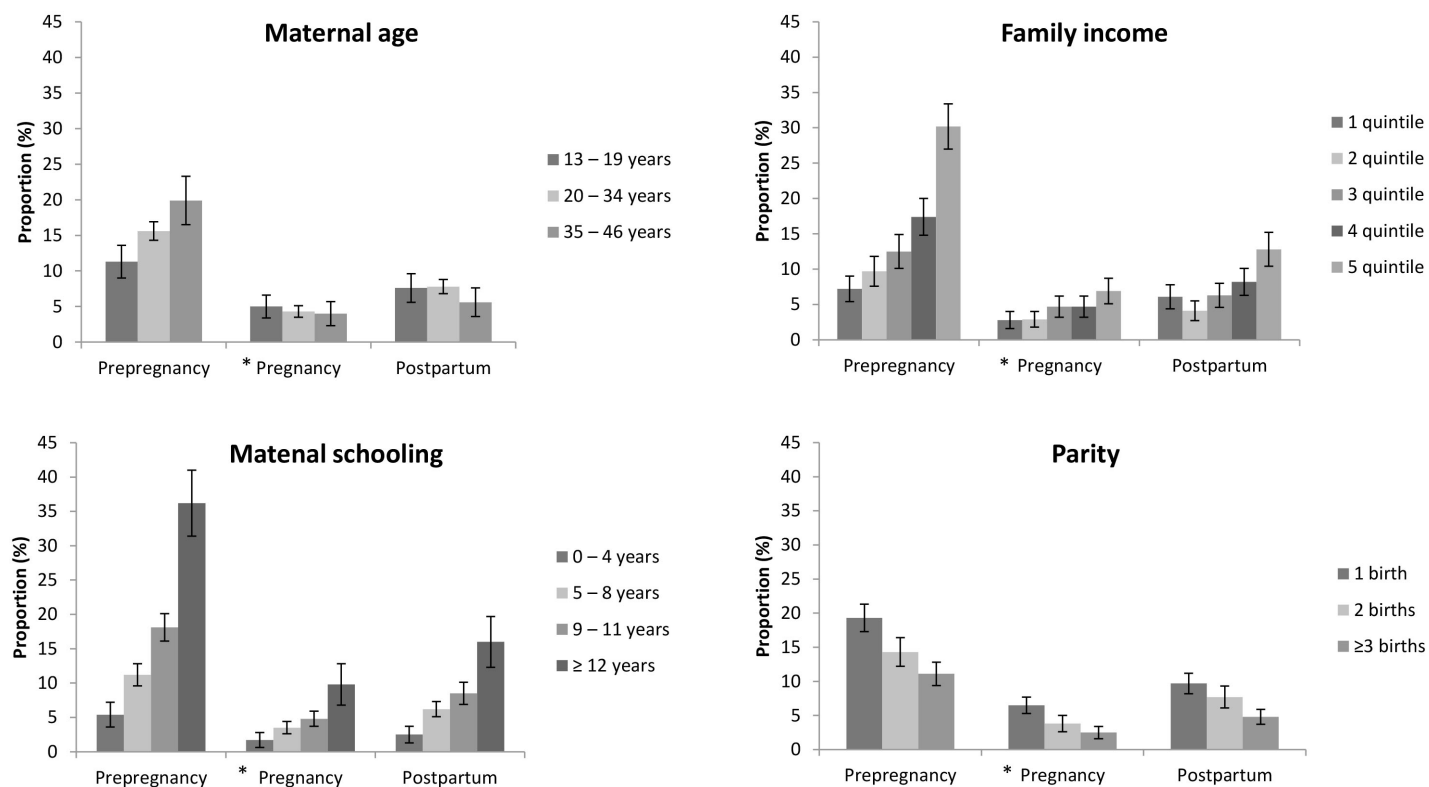 Maternal age
Proportion (%)
45
40
35
30
25
20
15
10
5
0
Prepregnancy
* Pregnancy
Postpartum
13 – 19 years
20 – 34 years
35 – 46 years
Family income
Proportion (%)
45
40
35
30
25
20
15
10
5
0
Prepregnancy
* Pregnancy
Postpartum
1 quintile
2 quintile
3 quintile
4 quintile
5 quintile
Matenal schooling
Proportion (%)
45
40
35
30
25
20
15
10
5
0
Prepregnancy
* Pregnancy
Postpartum
0 – 4 years
5 – 8 years
9 – 11 years
≥ 12 years
Parity
Proportion (%)
45
40
35
30
25
20
15
10
5
0
Prepregnancy
* Pregnancy
Postpartum
1 birth
2 births
≥3 births